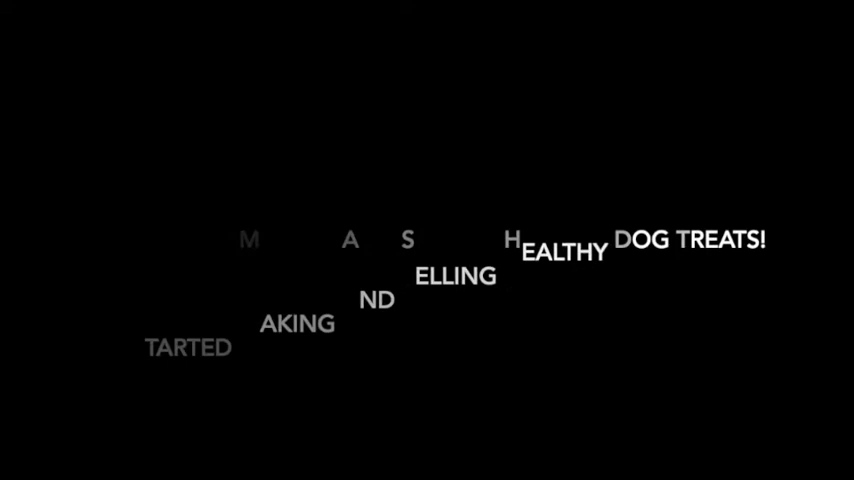 M A S H DOG TREATS!
EALTHY
ELLING
ND
AKING
TARTED